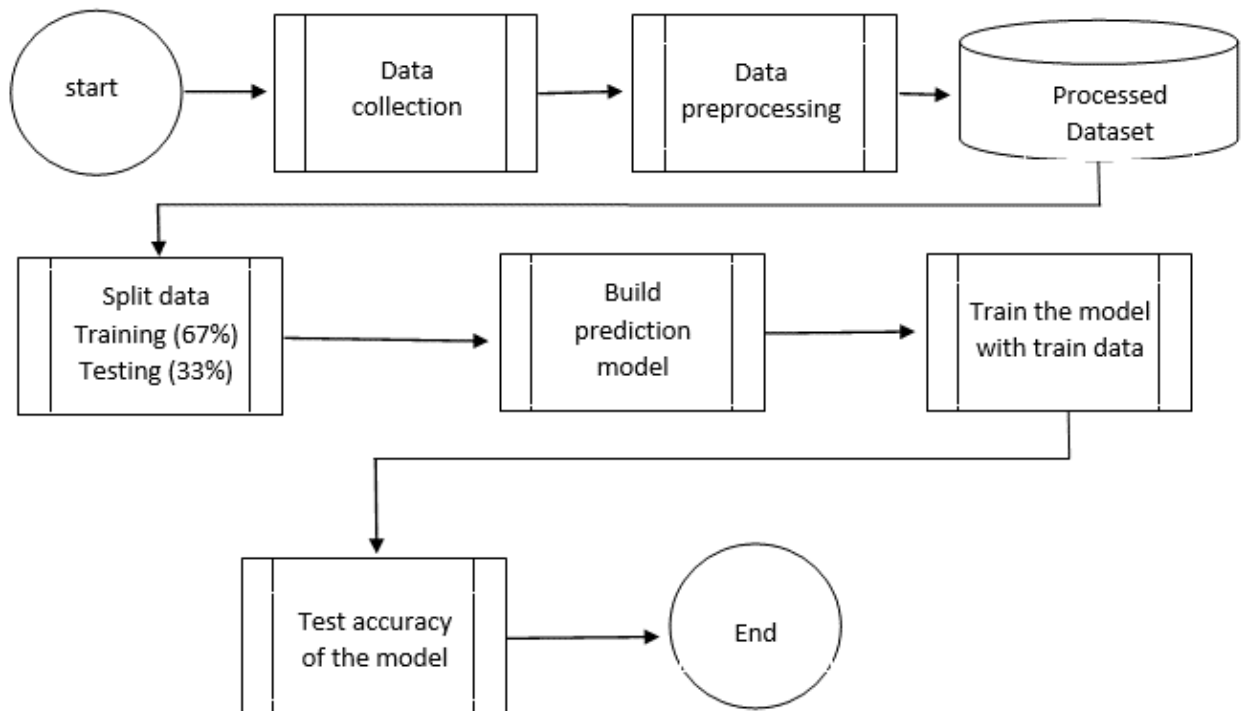 start
Data
collection
Data
preprocessing
Processed
Dataset
Split data
Training (67%)
Testing (33%)
Build
prediction
model
Train the model
with train data
Test accuracy
of the model
End